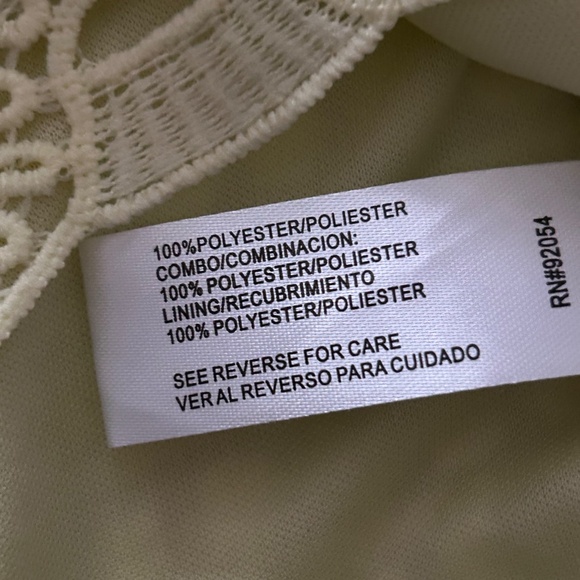 100%POLYESTER/POLIESTER
COMBO/COMBINACION:
100% POLYESTER/POLIESTER
LINING/RECUBRIMIENTO
100% POLYESTER/POLIESTER
SEE REVERSE FOR CARE
VER AL REVERSO PARA CUIDADO
RN#92054